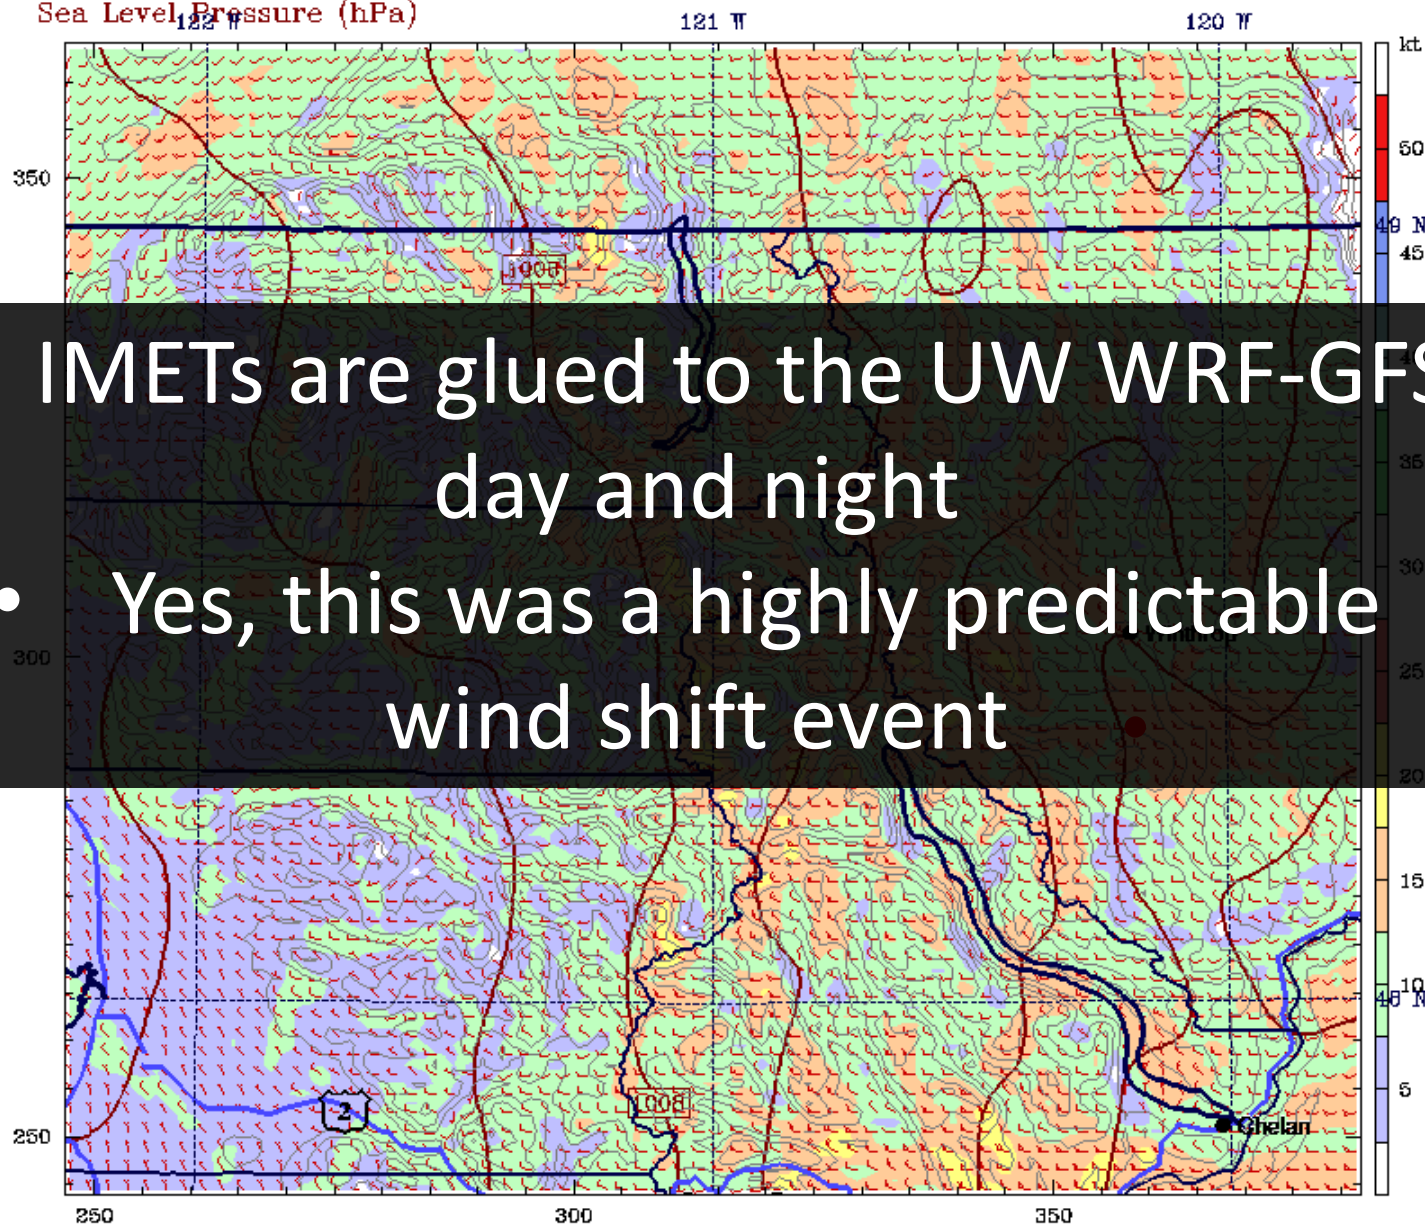 Sea Level Pressure (hPa)
122 W
121 W
120 W
kt
350
50
49 N
45
1008
IMETs are glued to the UW WRF-GFS
day and night
35
30
• Yes, this was a highly predictable
Winthrop
300
25
wind shift event
20
15
10
48 N
5
2
1008
250
Chelan
250
300
350